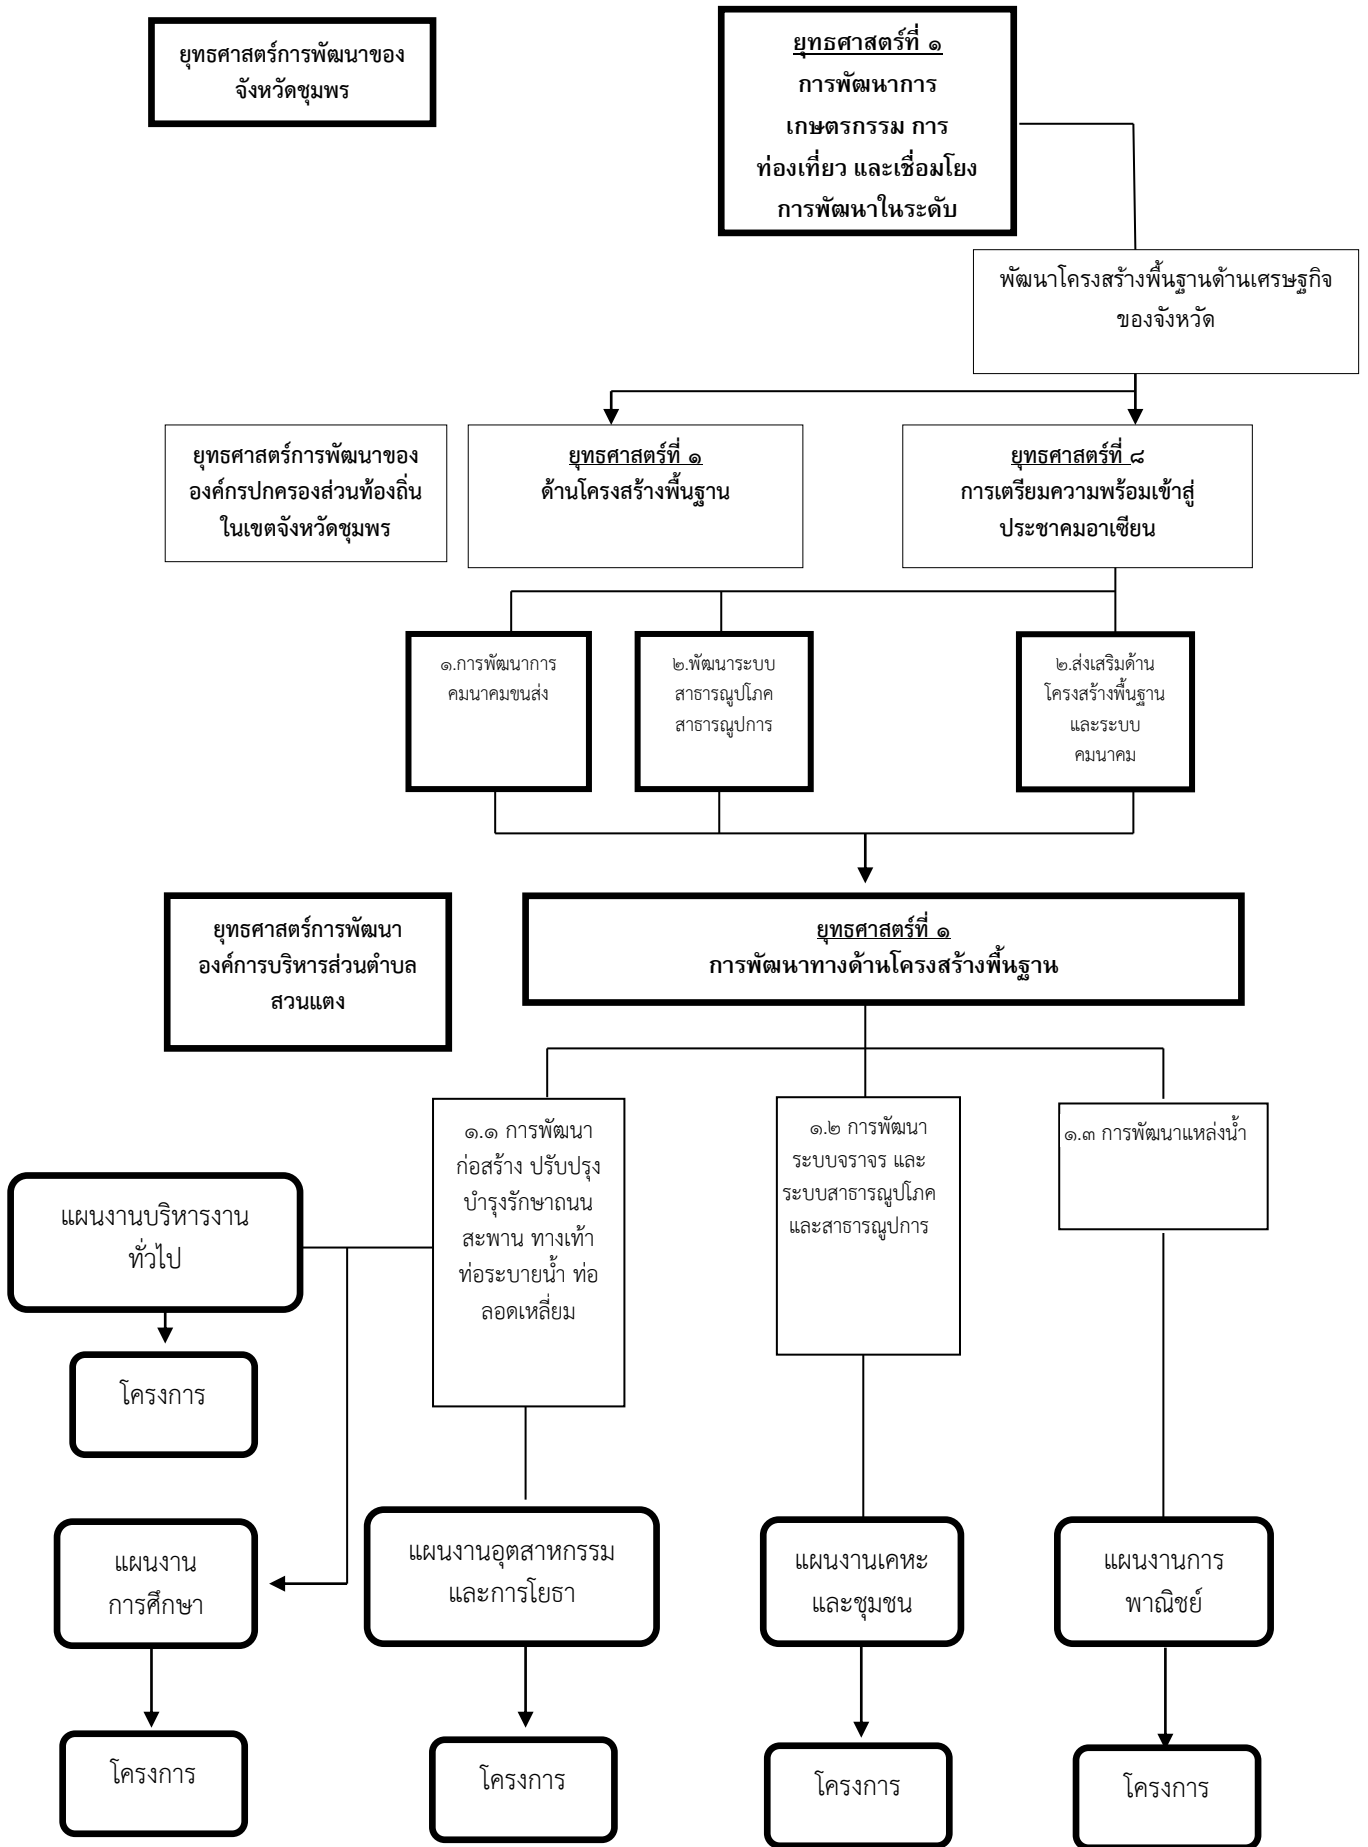 ยุทธศาสตร์การพัฒนาของ
จังหวัดชุมพร
ยุทธศาสตร์ที่ ๑
การพัฒนาการ
เกษตรกรรม การ
ท่องเที่ยว และเชื่อมโยง
การพัฒนาในระดับ
พัฒนาโครงสร้างพื้นฐานด้านเศรษฐกิจ
ของจังหวัด
ยุทธศาสตร์การพัฒนาของ
องค์กรปกครองส่วนท้องถิ่น
ในเขตจังหวัดชุมพร
ยุทธศาสตร์ที่ ๑
ด้านโครงสร้างพื้นฐาน
ยุทธศาสตร์ที่ ๘
การเตรียมความพร้อมเข้าสู่
ประชาคมอาเซียน
๑.การพัฒนาการ
คมนาคมขนส่ง
๒.พัฒนาระบบ
สาธารณูปโภค
สาธารณูปการ
๒.ส่งเสริมด้าน
โครงสร้างพื้นฐาน
และระบบ
คมนาคม
ยุทธศาสตร์การพัฒนา
องค์การบริหารส่วนตำบล
สวนแตง
ยุทธศาสตร์ที่ ๑
การพัฒนาทางด้านโครงสร้างพื้นฐาน
๑.๑ การพัฒนา
ก่อสร้าง ปรับปรุง
บำรุงรักษาถนน
สะพาน ทางเท้า
ท่อระบายน้ำ ท่อ
ลอดเหลี่ยม
๑.๒ การพัฒนา
ระบบจราจร และ
ระบบสาธารณูปโภค
และสาธารณูปการ
๑.๓ การพัฒนาแหล่งน้ำ
แผนงานบริหารงาน
ทั่วไป
โครงการ
แผนงาน
การศึกษา
แผนงานอุตสาหกรรม
และการโยธา
แผนงานเคหะ
และชุมชน
แผนงานการ
พาณิชย์
โครงการ
โครงการ
โครงการ
โครงการ